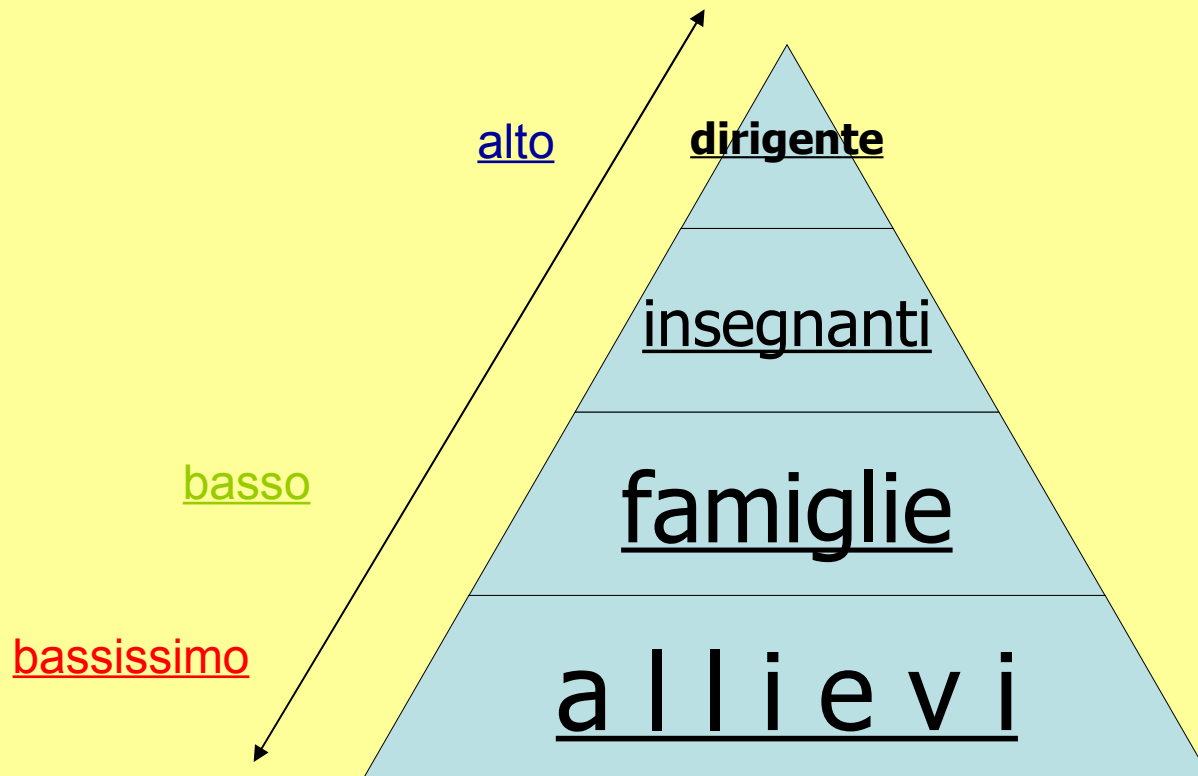 alto
dirigente
insegnanti
basso
famiglie
bassissimo
a l l i e v i